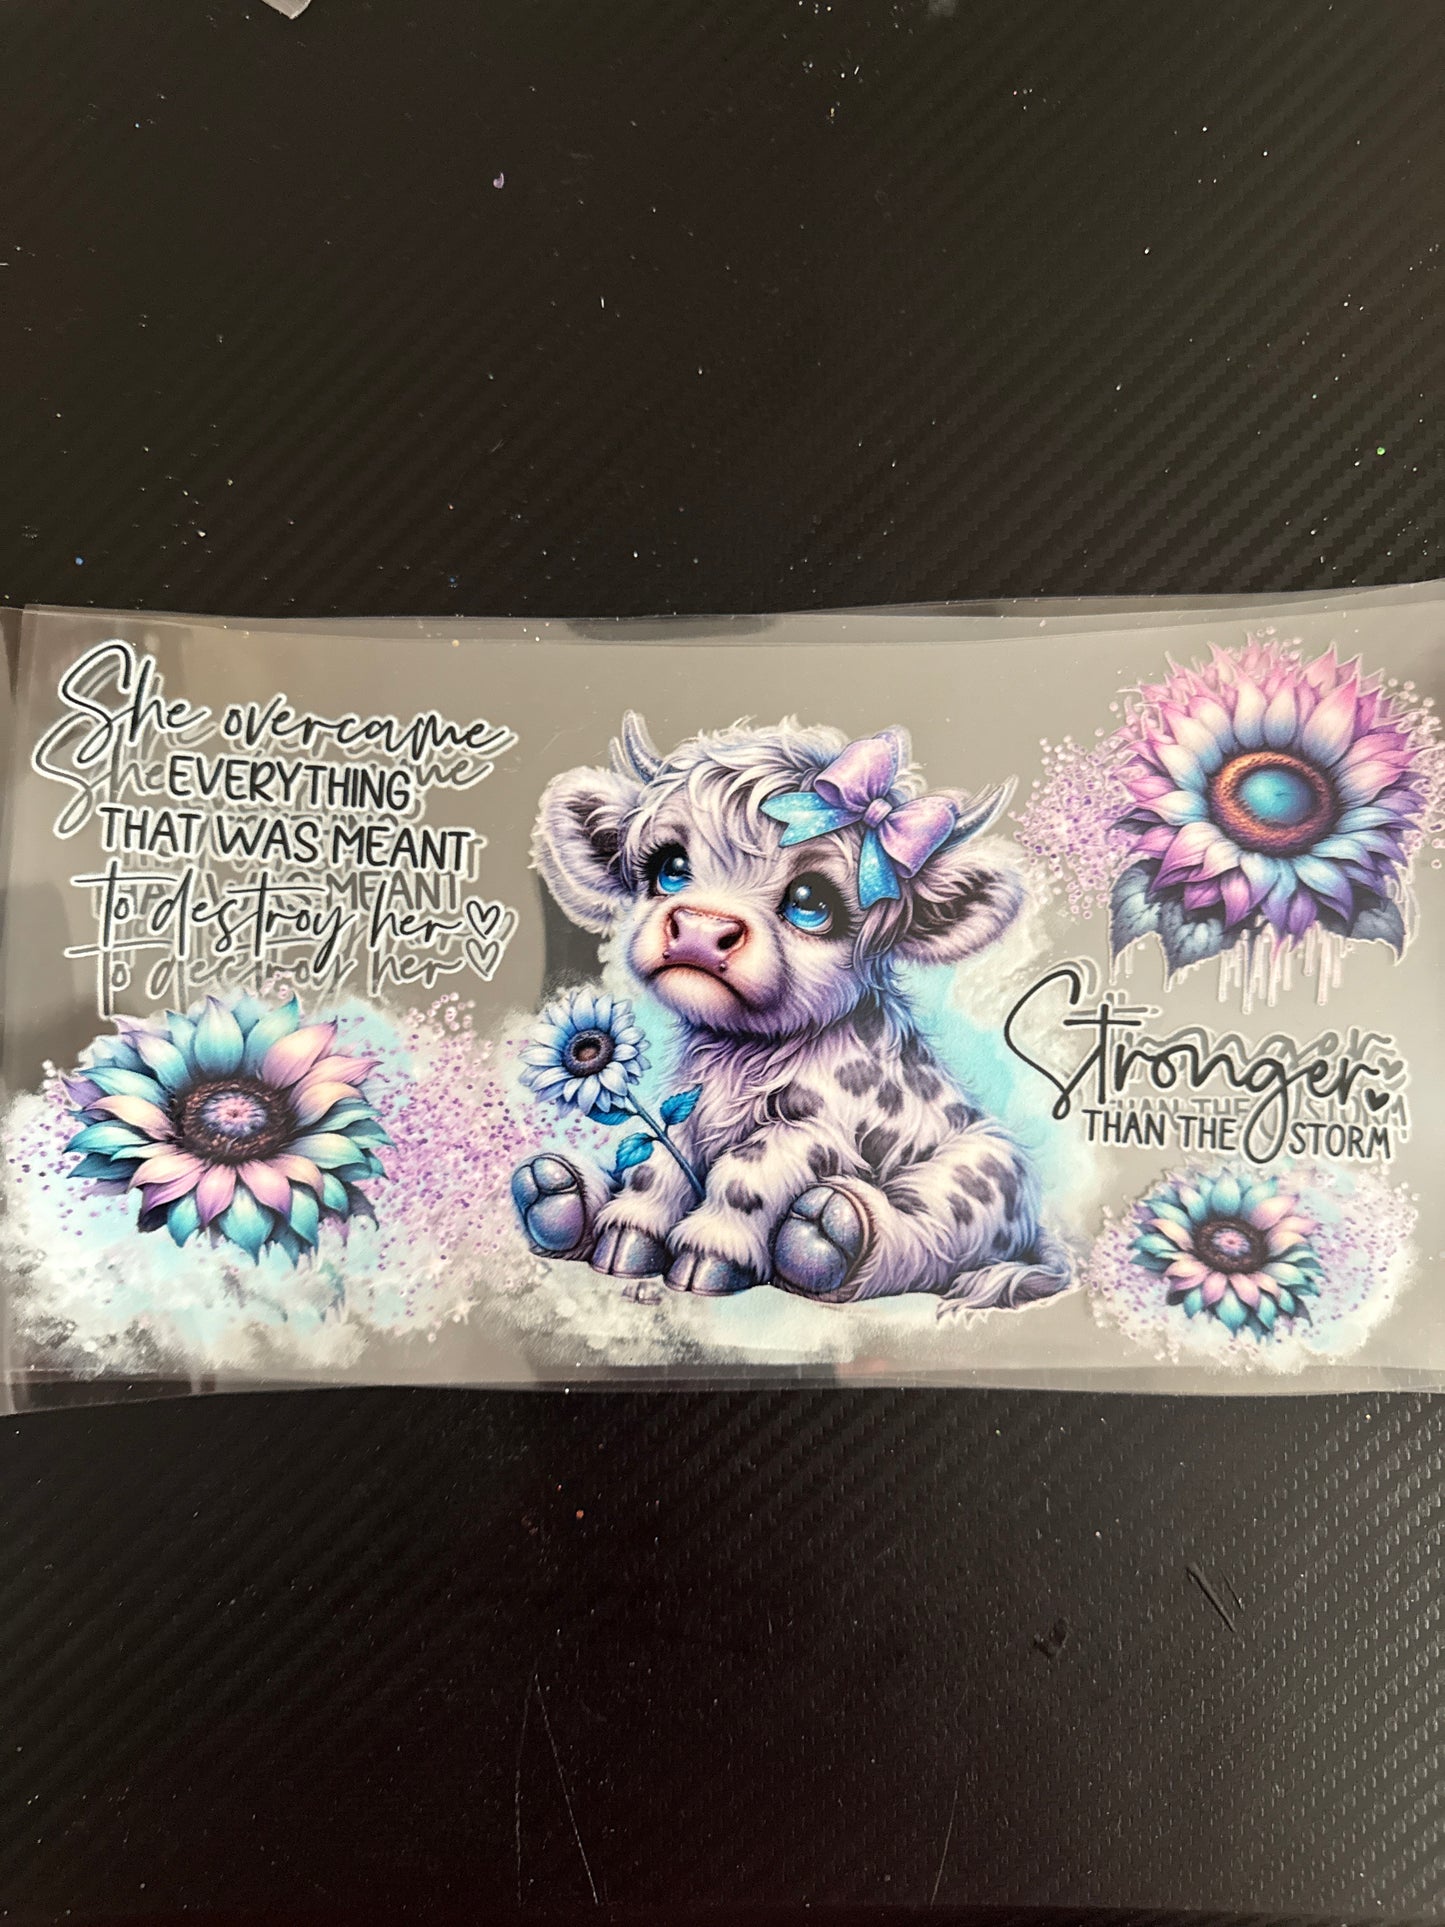 She overcame
EVERYTHING
THAT WAS MEANT
to destroy her
Stronger
THAN THE STORM